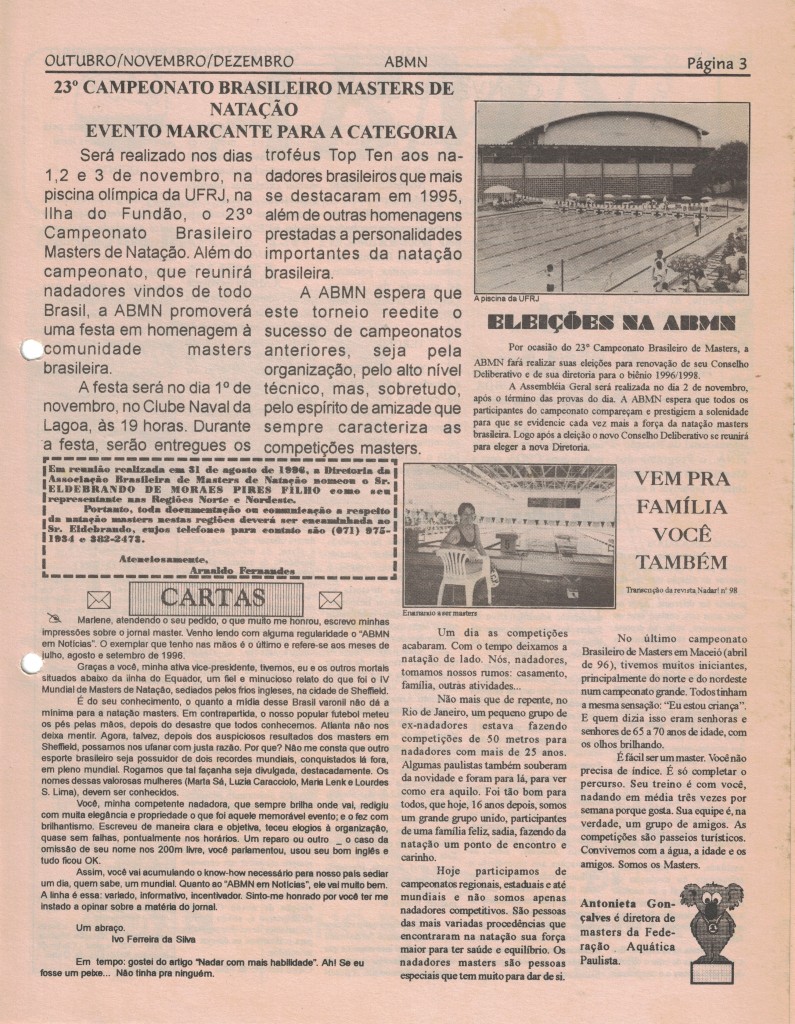 OUTUBRO/NOVEMBRO/DEZEMBRO ABMN Página 3
23º CAMPEONATO BRASILEIRO MASTERS DE
NATAÇÃO
EVENTO MARCANTE PARA A CATEGORIA
Será realizado nos dias
1,2 e 3 de novembro, na
piscina olímpica da UFRJ, na
Ilha do Fundão, o 23º
Campeonato Brasileiro
Masters de Natação. Além do
campeonato, que reunirá
nadadores vindos de todo
Brasil, a ABMN promoverá
uma festa em homenagem à
comunidade masters
brasileira.
A festa será no dia 1º de
novembro, no Clube Naval da
Lagoa, às 19 horas. Durante
a festa, serão entregues os
troféus Top Ten aos na-
dadores brasileiros que mais
se destacaram em 1995,
além de outras homenagens
prestadas a personalidades
importantes da natação
brasileira.
A ABMN espera que
este torneio reedite o
sucesso de campeonatos
anteriores, seja pela
organização, pelo alto nível
técnico, mas, sobretudo,
pelo espírito de amizade que
sempre caracteriza as
competições masters.
A piscina da UFRJ
ELEIÇÕES NA ABMN
Por ocasião do 23º Campeonato Brasileiro de Masters, a
ABMN fará realizar suas eleições para renovação de seu Conselho
Deliberativo e de sua diretoria para o biênio 1996/1998.
A Assembléia Geral será realizada no dia 2 de novembro,
após o término das provas do dia. A ABMN espera que todos os
participantes do campeonato compareçam e prestigiem a solenidade
para que se evidencie cada vez mais a força da natação masters
brasileira. Logo após a eleição o novo Conselho Deliberativo se reunirá
para eleger a nova Diretoria.
Em reunião realizada em 31 de agosto de 1996, a Diretoria da
Associação Brasileira de Masters de Natação nomeou o Sr.
ELDEBRANDO DE MORAES PIRES FILHO como seu
representante nas Regiões Norte e Nordeste.
Portanto, toda documentação ou comunicação a respeito
da natação masters nestas regiões deverá ser encaminhada ao
Sr. Eldebrando, cujos telefones para contato são (071) 975-
1934 e 382-2473.
Atenciosamente,
Arnaldo Fernandes
CARTAS
Marlene, atendendo o seu pedido, o que muito me honrou, escrevo minhas
impressões sobre o jornal master. Venho lendo com alguma regularidade o "ABMN
em Notícias". O exemplar que tenho nas mãos é o último e refere-se aos meses de
julho, agosto e setembro de 1996.
Graças a você, minha ativa vice-presidente, tivemos, eu e os outros mortais
situados abaixo da linha do Equador, um fiel e minucioso relato do que foi o IV
Mundial de Masters de Natação, sediados pelos frios ingleses, na cidade de Sheffield.
É do seu conhecimento, o quanto a mídia desse Brasil varonil não dá a
mínima para a natação masters. Em contrapartida, o nosso popular futebol meteu
os pés pelas mãos, depois do desastre que todos conhecemos. Atlanta não nos
deixa mentir. Agora, talvez, depois dos auspiciosos resultados dos masters em
Sheffield, possamos nos ufanar com justa razão. Por que? Não me consta que outro
esporte brasileiro seja possuidor de dois recordes mundiais, conquistados lá fora,
em pleno mundial. Rogamos que tal façanha seja divulgada, destacadamente. Os
nomes dessas valorosas mulheres (Marta Sá, Luzia Caracciolo, Maria Lenk e Lourdes
S. Lima), devem ser conhecidos.
Você, minha competente nadadora, que sempre brilha onde vai, redigiu
com muita elegância e propriedade o que foi aquele memorável evento; e o fez com
brilhantismo. Escreveu de maneira clara e objetiva, teceu elogios à organização,
quase sem falhas, pontualmente nos horários. Um reparo ou outro _ o caso da
omissão de seu nome nos 200m livre, você parlamentou, usou seu bom inglês e
tudo ficou OK.
Assim, você vai acumulando o know-how necessário para nosso país sediar
um dia, quem sabe, um mundial. Quanto ao "ABMN em Notícias", ele vai muito bem.
A linha é essa: variado, informativo, incentivador. Sinto-me honrado por você ter me
instado a opinar sobre a matéria do jornal.
Um abraço.
Ivo Ferreira da Silva
Em tempo: gostei do artigo "Nadar com mais habilidade". Ah! Se eu
fosse um peixe... Não tinha pra ninguém.
Ensinando a ser masters
VEM PRA
FAMÍLIA
VOCÊ
TAMBÉM
Transcrição da revista Nadar! nº 98
Um dia as competições
acabaram. Com o tempo deixamos a
natação de lado. Nós, nadadores,
tomamos nossos rumos: casamento,
família, outras atividades...
Não mais que de repente, no
Rio de Janeiro, um pequeno grupo de
ex-nadadores estava fazendo
competições de 50 metros para
nadadores com mais de 25 anos.
Algumas paulistas também souberam
da novidade e foram para lá, para ver
como era aquilo. Foi tão bom para
todos, que hoje, 16 anos depois, somos
um grande grupo unido, participantes
de uma família feliz, sadia, fazendo da
natação um ponto de encontro e
carinho.
Hoje participamos de
campeonatos regionais, estaduais e até
mundiais e não somos apenas
nadadores competitivos. São pessoas
das mais variadas procedências que
encontraram na natação sua força
maior para ter saúde e equilíbrio. Os
nadadores masters são pessoas
especiais que tem muito para dar de si.
No último campeonato
Brasileiro de Masters em Maceió (abril
de 96), tivemos muitos iniciantes,
principalmente do norte e do nordeste
num campeonato grande. Todos tinham
a mesma sensação: "Eu estou criança".
E quem dizia isso eram senhoras e
senhores de 65 a 70 anos de idade, com
os olhos brilhando.
É fácil ser um master. Você não
precisa de índice. É só completar o
percurso. Seu treino é com você,
nadando em média três vezes por
semana porque gosta. Sua equipe é, na
verdade, um grupo de amigos. As
competições são passeios turísticos.
Convivemos com a água, a idade e os
amigos. Somos os Masters.
Antonieta Gon-
çalves é diretora de
masters da Fede-
ração Aquática
Paulista.